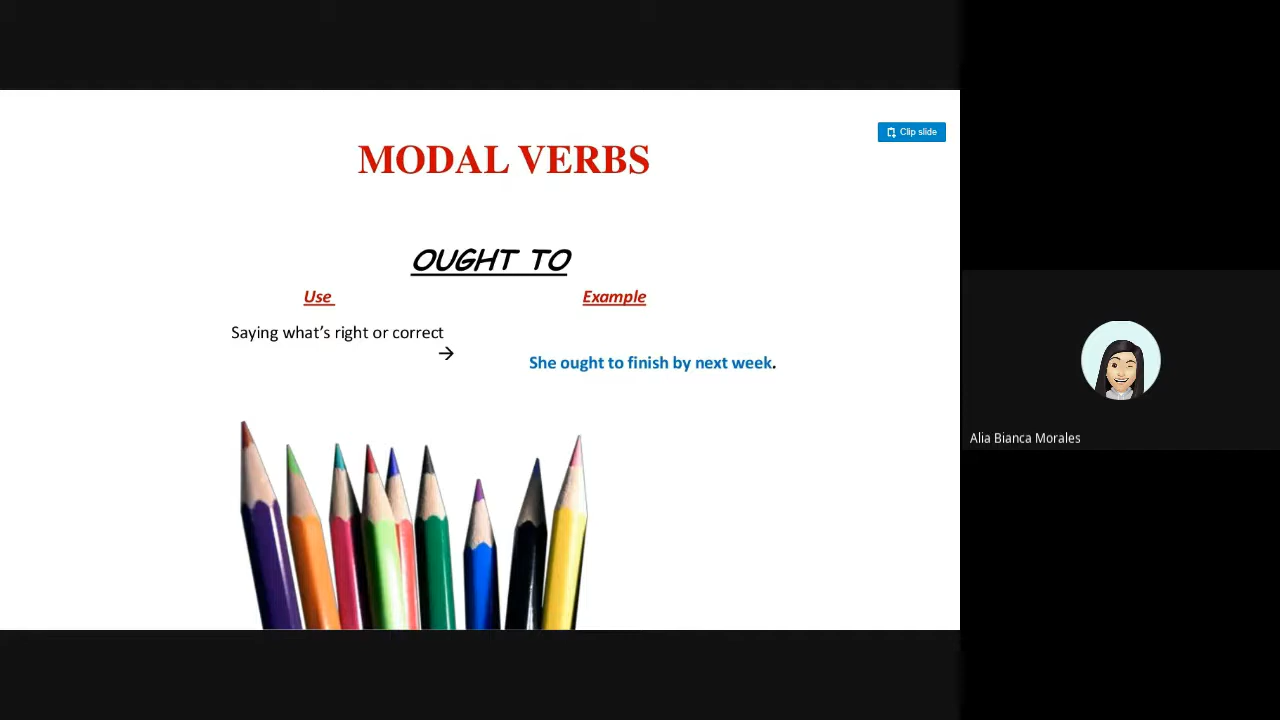 Clip slide
MODAL VERBS
OUGHT TO
Use
Example
Saying what's right or correct
→
She ought to finish by next week.
Alia Bianca Morales